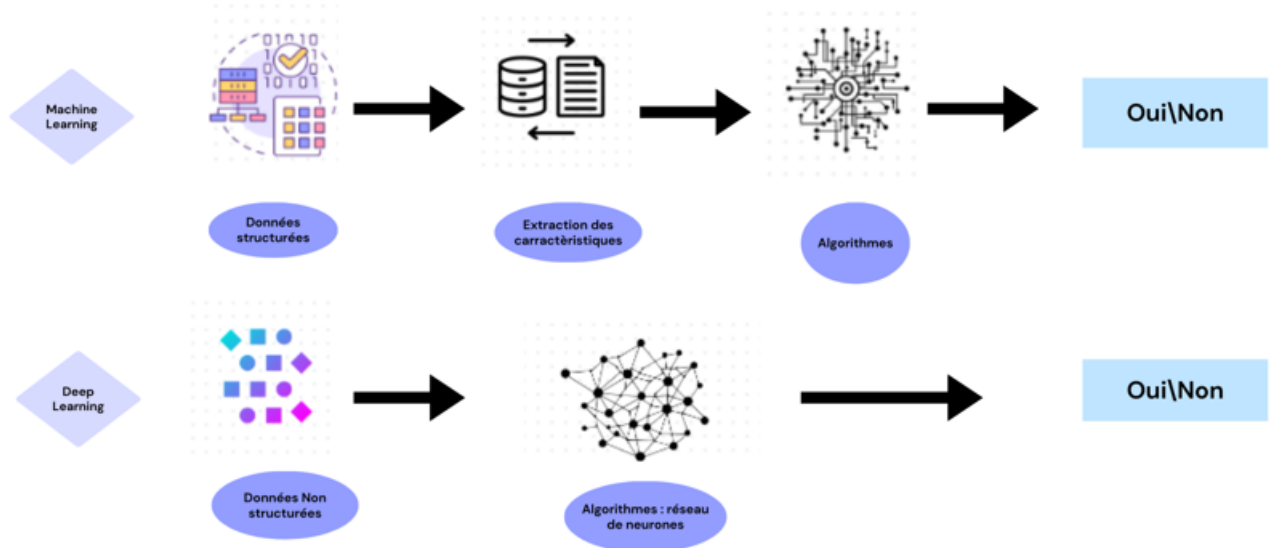 Machine
Learning
Données
structurées
Extraction des
carractèristiques
Algorithmes
Oui\Non
Deep
Learning
Données Non
structurées
Algorithmes : réseau
de neurones
Oui\Non